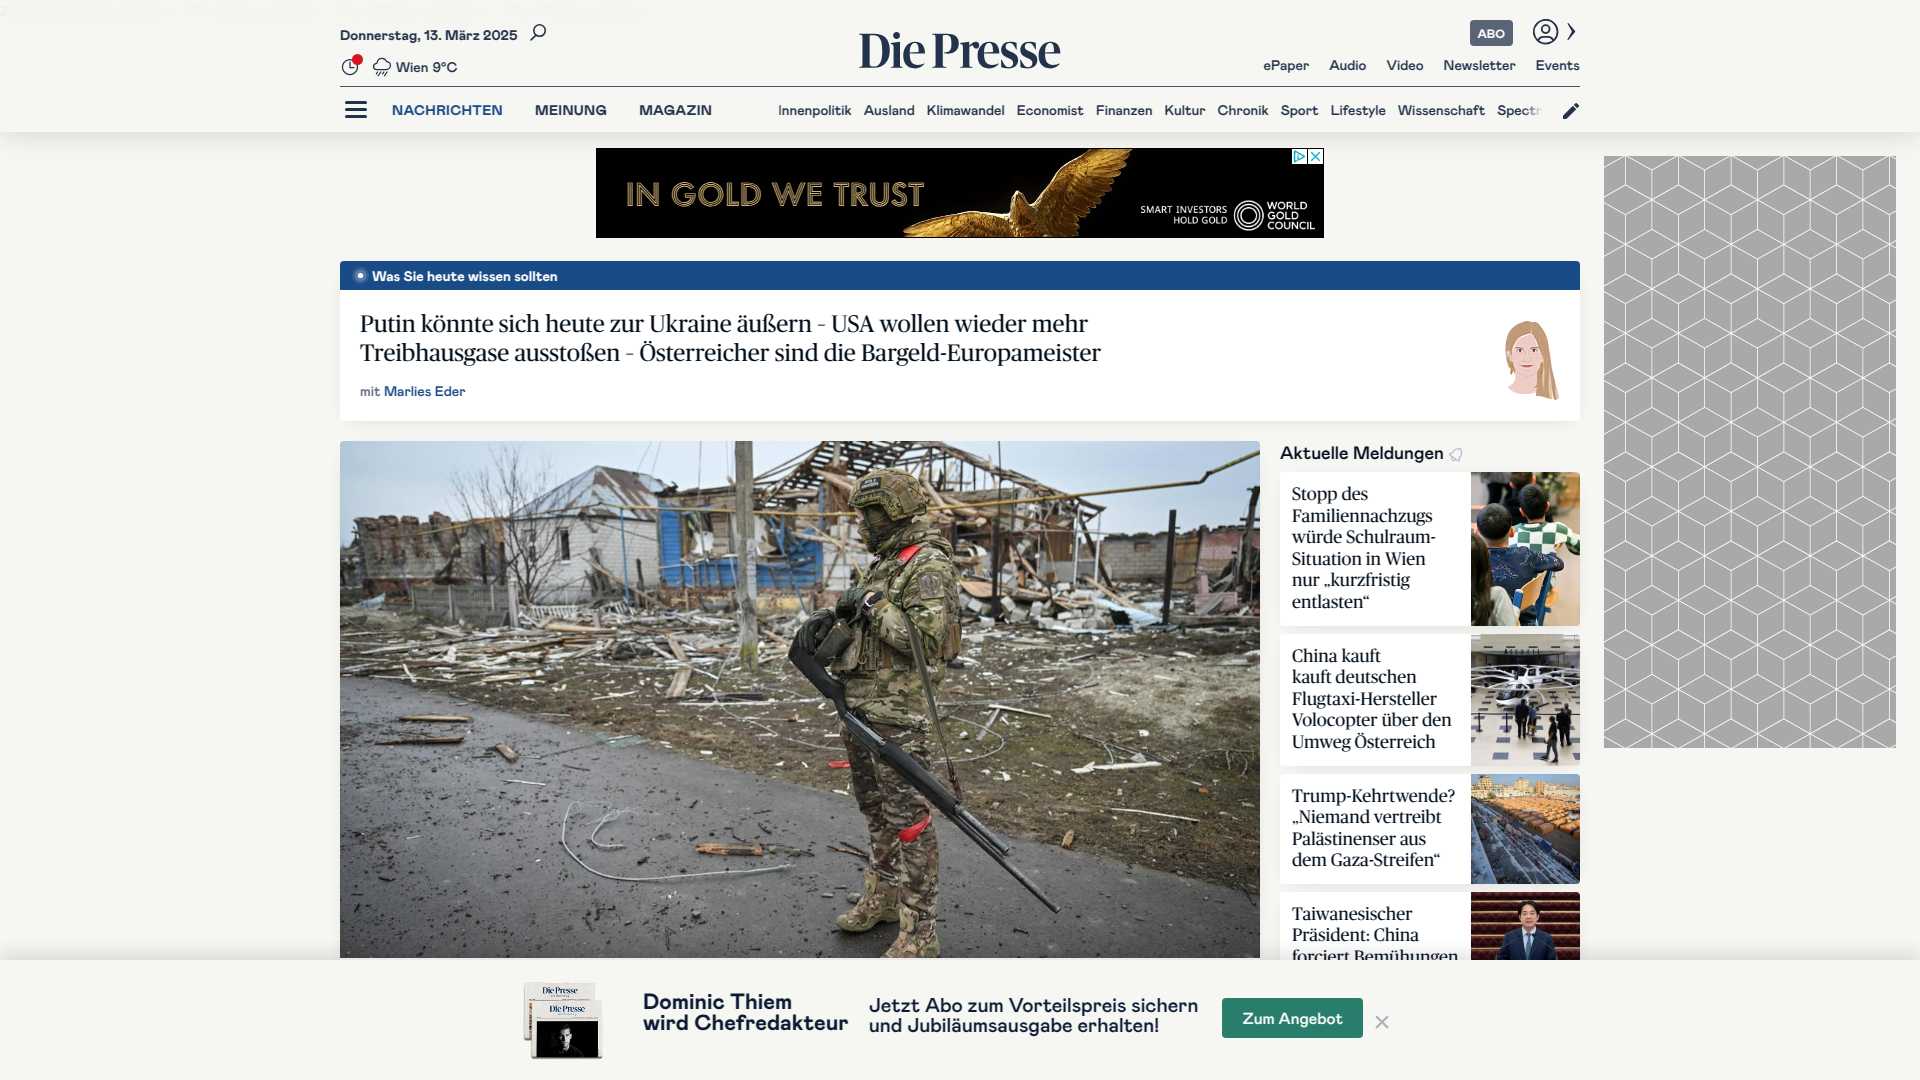 Donnerstag, 13. März 2025
Wien 9°C
Die Presse
ABO
ePaper Audio Video Newsletter Events
NACHRICHTEN MEINUNG MAGAZIN
Innenpolitik Ausland Klimawandel Economist Finanzen Kultur Chronik Sport Lifestyle Wissenschaft Spectr
IN GOLD WE TRUST
SMART INVESTORS
HOLD GOLD
WORLD
GOLD
COUNCIL
Was Sie heute wissen sollten
Putin könnte sich heute zur Ukraine äußern – USA wollen wieder mehr
Treibhausgase ausstoßen – Österreicher sind die Bargeld-Europameister
mit Marlies Eder
Aktuelle Meldungen
Stopp des
Familiennachzugs
würde Schulraum-
Situation in Wien
nur „kurzfristig
entlasten“
China kauft
kauft deutschen
Flugtaxi-Hersteller
Volocopter über den
Umweg Österreich
Trump-Kehrtwende?
„Niemand vertreibt
Palästinenser aus
dem Gaza-Streifen“
Taiwanesischer
Präsident: China
forciert Bemühungen
Die Presse
Die Presse
Dominic Thiem
wird Chefredakteur
Jetzt Abo zum Vorteilspreis sichern
und Jubiläumsausgabe erhalten!
Zum Angebot